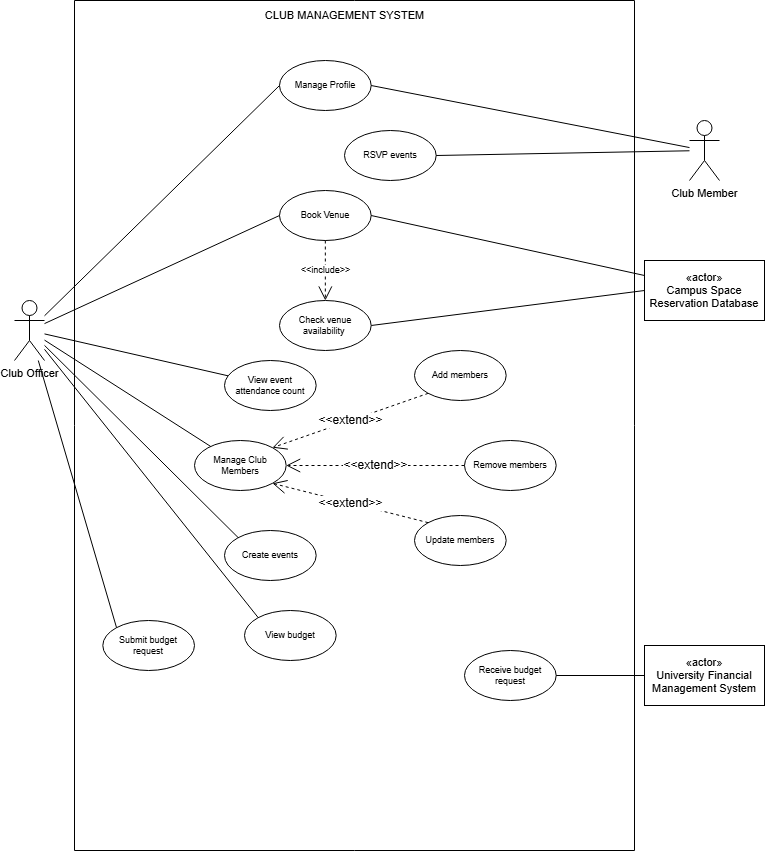 CLUB MANAGEMENT SYSTEM
Manage Profile
RSVP events
Club Member
Book Venue
<<include>>
«actor»
Campus Space
Reservation Database
Check venue
availability
Club Officer
View event
attendance count
Add members
<<extend>>
Manage Club
Members
<<extend>>
Remove members
<<extend>>
Update members
Create events
View budget
Submit budget
request
Receive budget
request
«actor»
University Financial
Management System